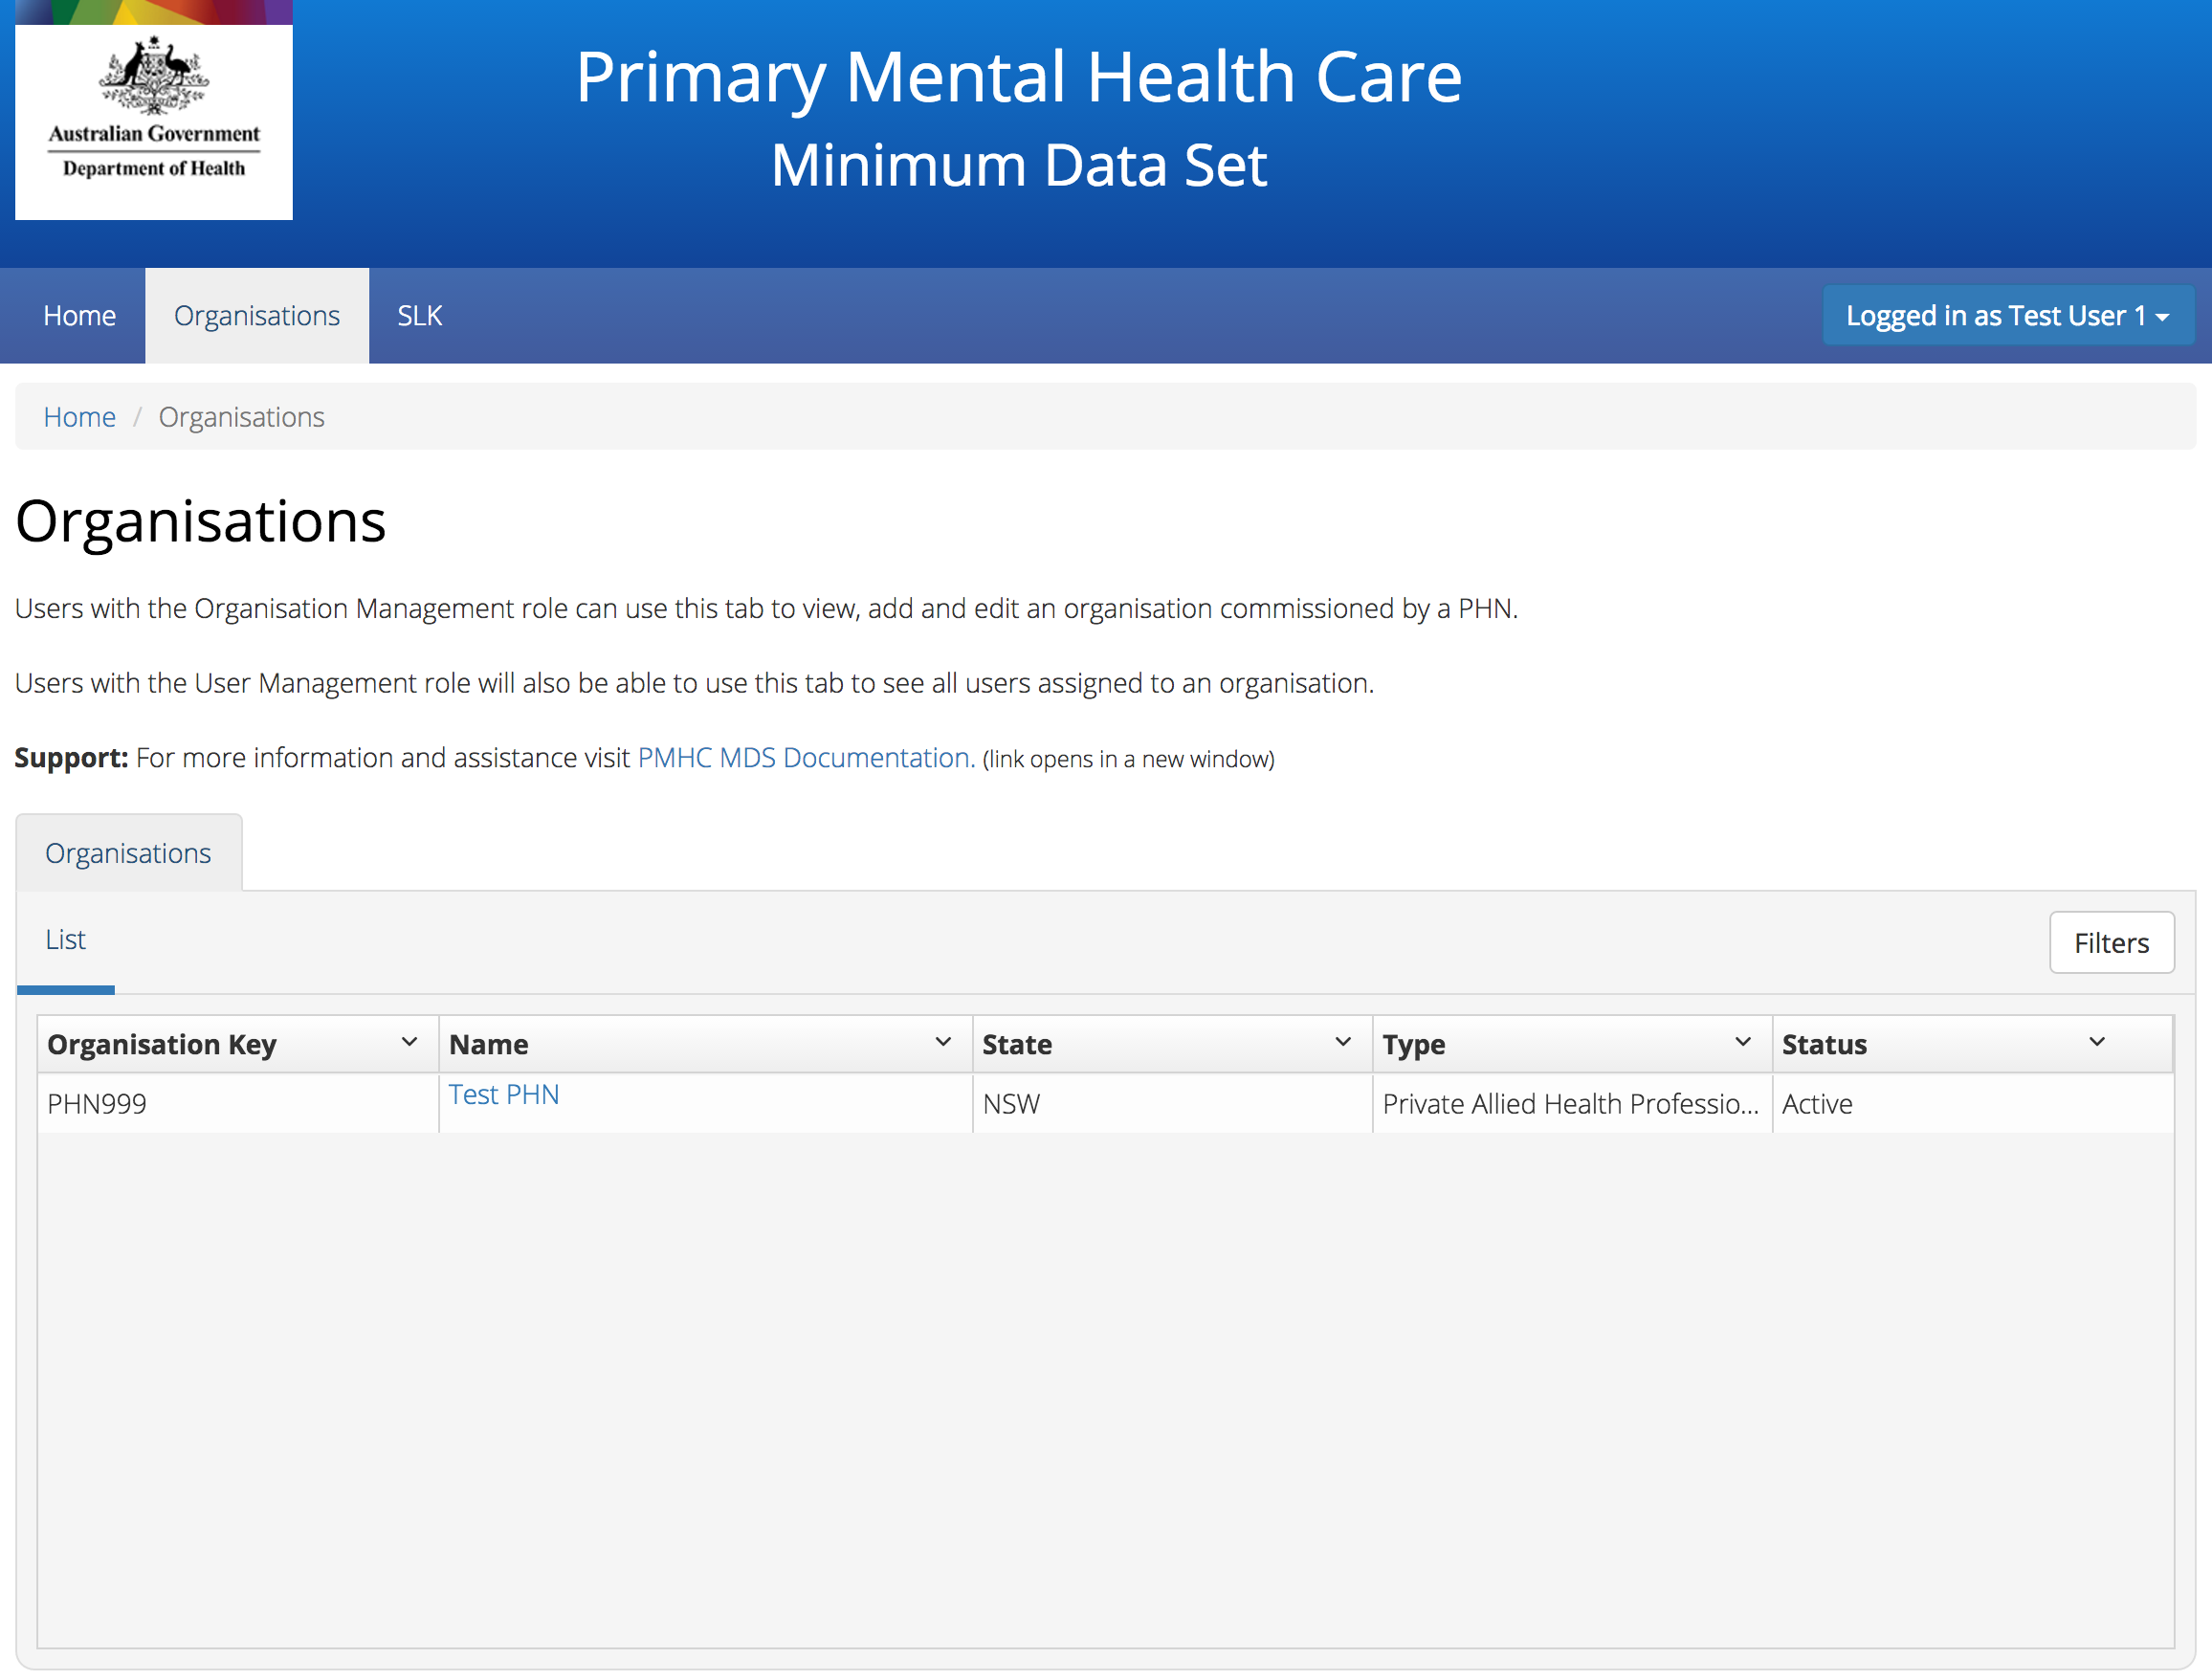 Australian Government
Department of Health
Primary Mental Health Care
Minimum Data Set
Home Organisations SLK Logged in as Test User 1
Home / Organisations
Organisations
Users with the Organisation Management role can use this tab to view, add and edit an organisation commissioned by a PHN.
Users with the User Management role will also be able to use this tab to see all users assigned to an organisation.
Support: For more information and assistance visit PMHC MDS Documentation. (link opens in a new window)
Organisations
List Filters
Organisation Key Name State Type Status
PHN999 Test PHN NSW Private Allied Health Professio... Active